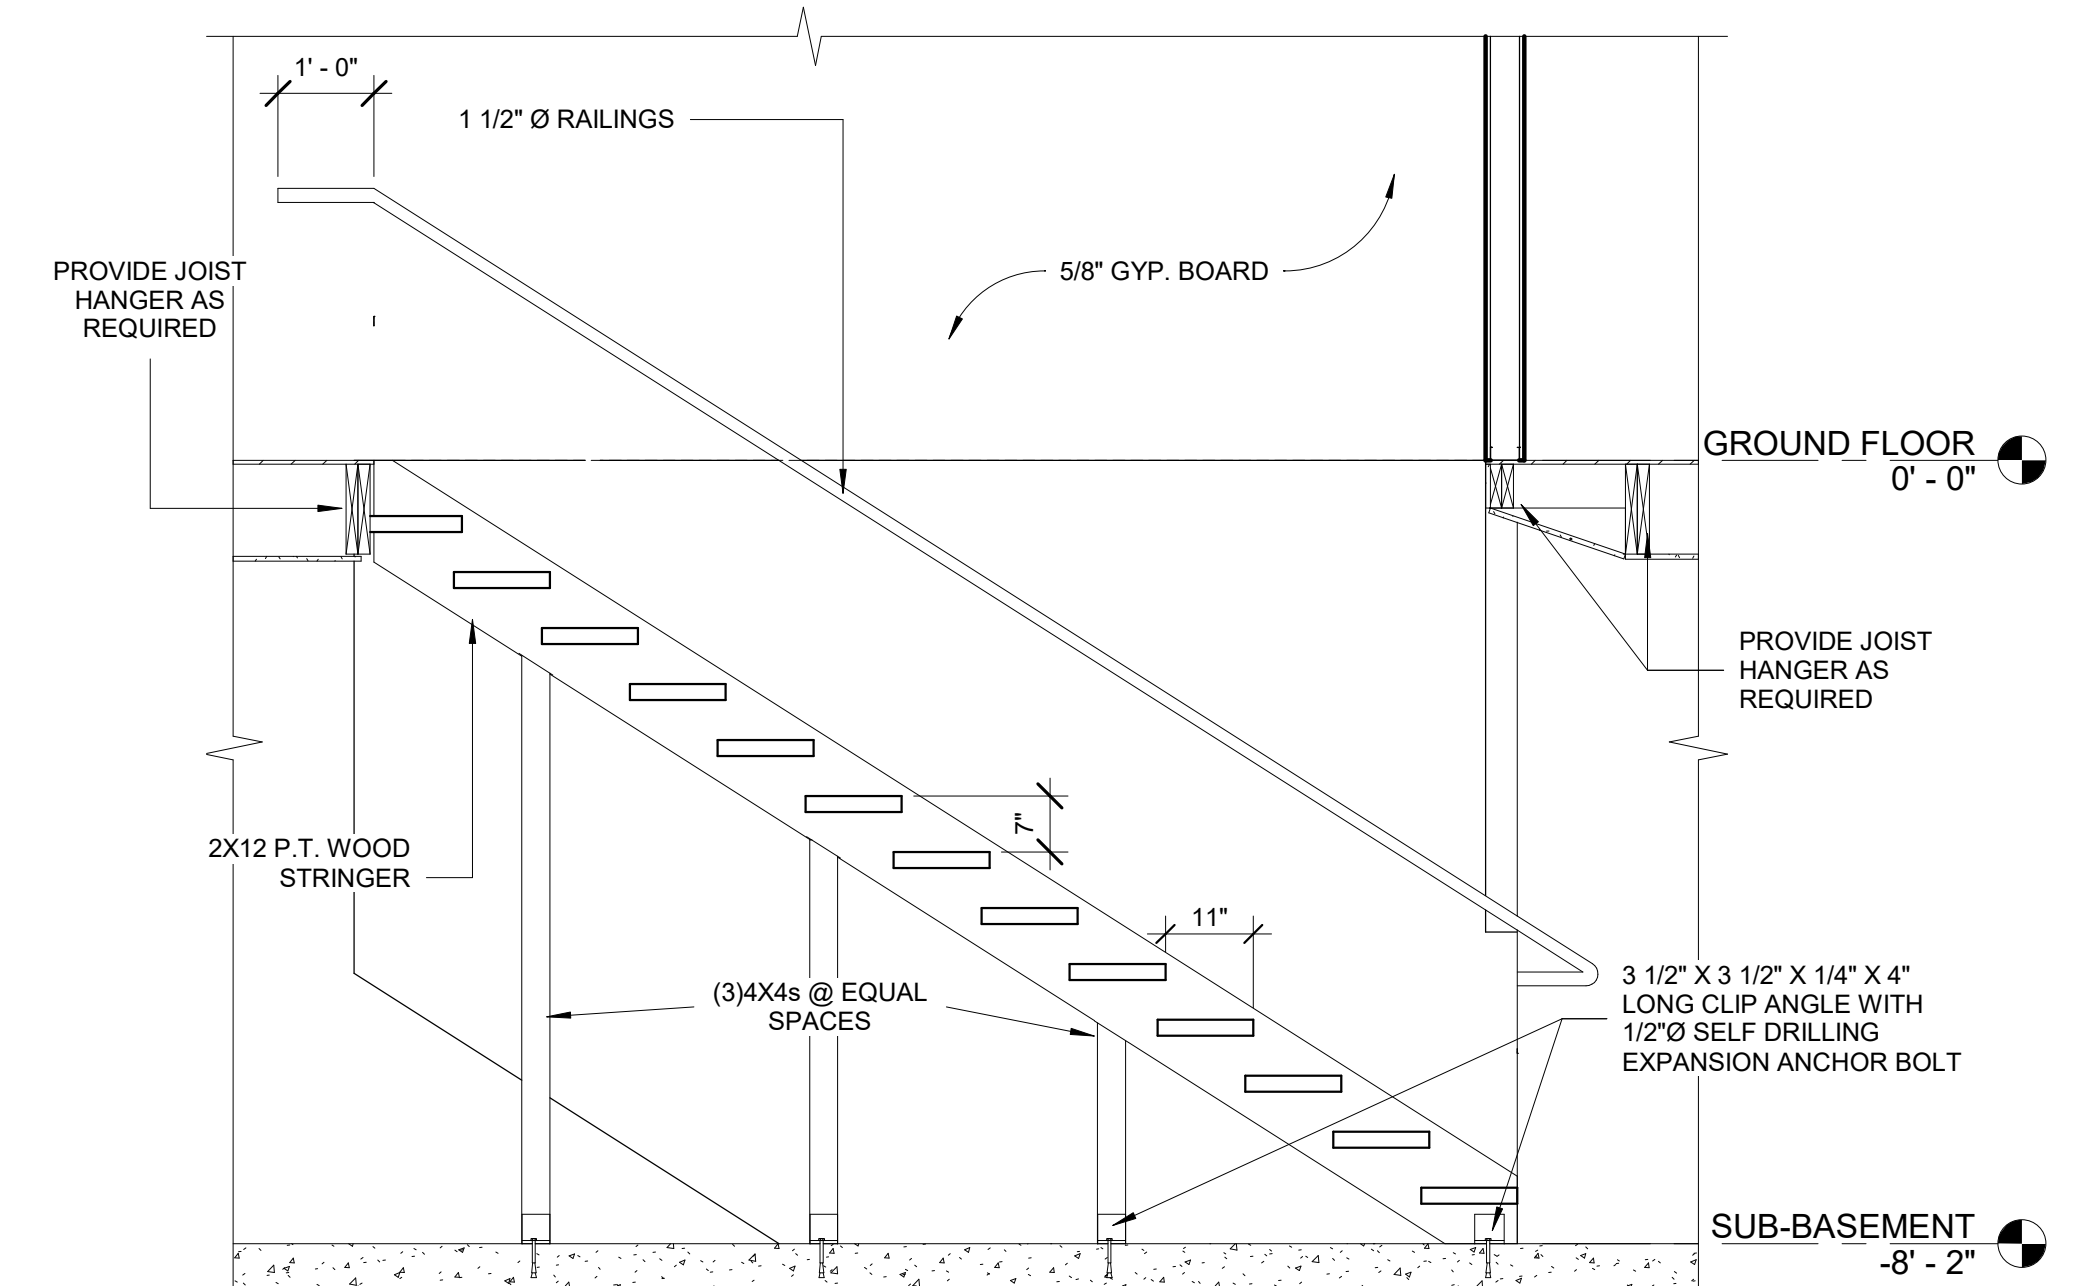 1' - 0"
1 1/2" Ø RAILINGS
PROVIDE JOIST
HANGER AS
REQUIRED
5/8" GYP. BOARD
GROUND FLOOR
0' - 0"
PROVIDE JOIST
HANGER AS
REQUIRED
7"
2X12 P.T. WOOD
STRINGER
11"
(3)4X4s @ EQUAL
SPACES
3 1/2" X 3 1/2" X 1/4" X 4"
LONG CLIP ANGLE WITH
1/2"Ø SELF DRILLING
EXPANSION ANCHOR BOLT
SUB-BASEMENT
-8' - 2"